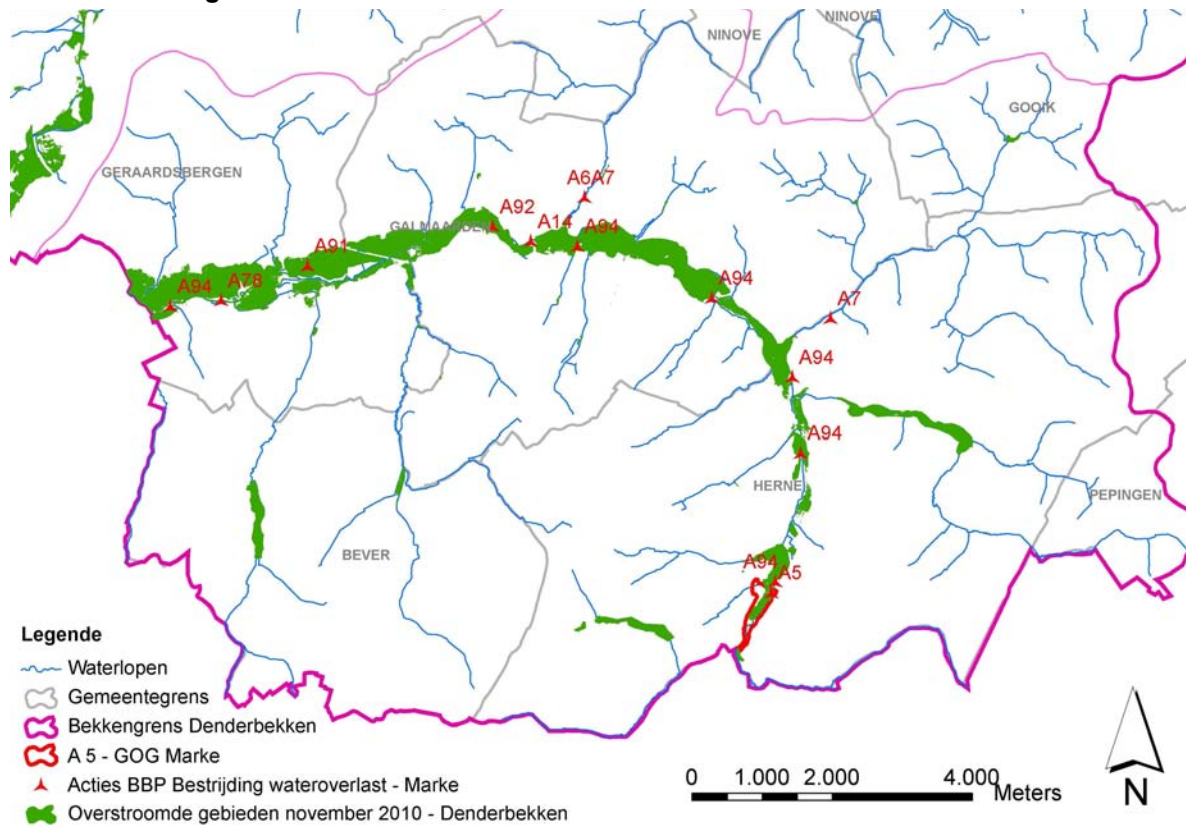 NINOVE
NINOVE
GOOIK
GERAARDSBERGEN
A6A7
A92
A14
A94
GALMAARDEN
A91
A94
A78
A94
A7
A94
A94
HERNE
PEPINGEN
BEVER
A94
A5
Legende
Waterlopen
Gemeentegrens
Bekkengrens Denderbekken
A 5 - GOG Marke
Acties BBP Bestrijding wateroverlast - Marke
Overstroomde gebieden november 2010 - Denderbekken
0 1.000 2.000 4.000
Meters
N